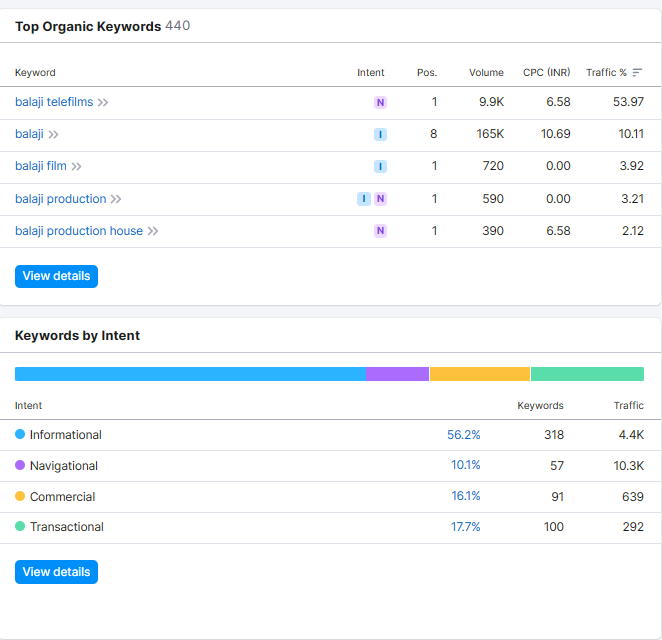 Top Organic Keywords 440
Keyword Intent Pos. Volume CPC (INR) Traffic %
balaji telefilms N 1 9.9K 6.58 53.97
balaji I 8 165K 10.69 10.11
balaji film I 1 720 0.00 3.92
balaji production I N 1 590 0.00 3.21
balaji production house N 1 390 6.58 2.12
View details
Keywords by Intent
Intent Keywords Traffic
Informational 56.2% 318 4.4K
Navigational 10.1% 57 10.3K
Commercial 16.1% 91 639
Transactional 17.7% 100 292
View details